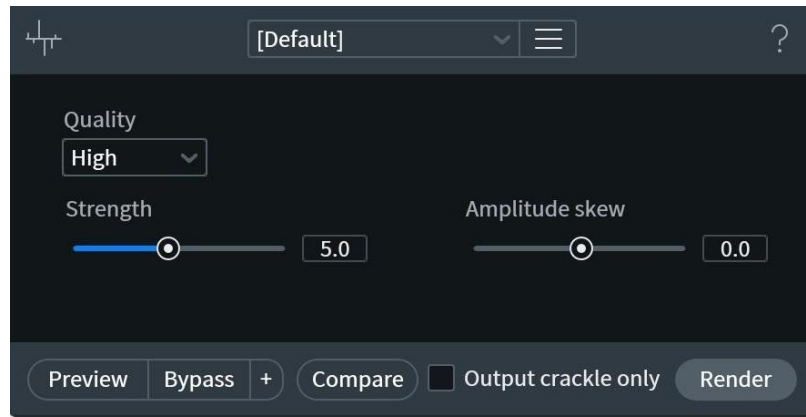 [Default]
?
Quality
High
Strength
Amplitude skew
5.0
0.0
Preview Bypass + Compare Output crackle only Render